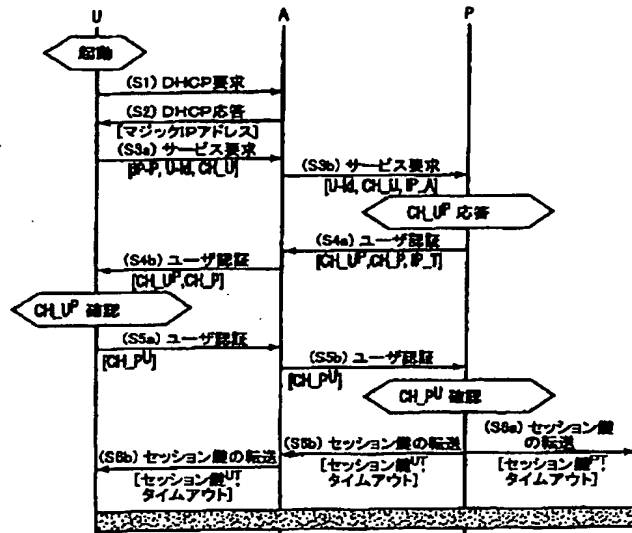 U A P
起動
(S1) DHCP要求
(S2) DHCP応答
[マジックIPアドレス]
(S3a) サービス要求
[IP-P, U-Id, CH_U]
(S3b) サービス要求
[U-Id, CH_U, IP_A]
CH_UP 応答
(S4a) ユーザ認証
[CH_UP,CH_P,IP_T]
(S4b) ユーザ認証
[CH_UP,CH_P]
CH_UP 確認
(S5a) ユーザ認証
[CH_PU]
(S5b) ユーザ認証
[CH_PU]
CH_PU 確認
(S6a) セッション鍵
の転送
[セッション鍵PT,
タイムアウト]
(S6b) セッション鍵の転送
[セッション鍵UT,
タイムアウト]
(S6b) セッション鍵の転送
[セッション鍵UT,
タイムアウト]